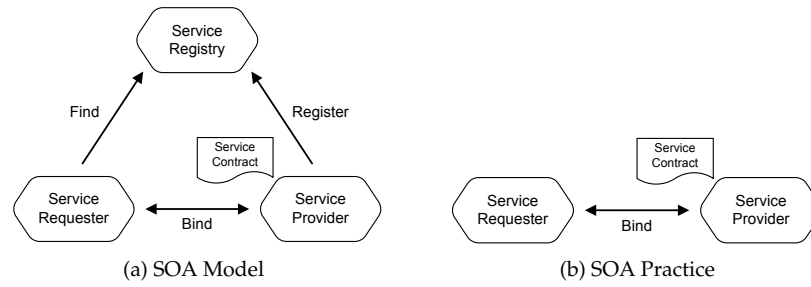 Service
Registry
Find
Register
Service
Contract
Service
Requester
Bind
Service
Provider
(a) SOA Model
Service
Contract
Service
Requester
Bind
Service
Provider
(b) SOA Practice